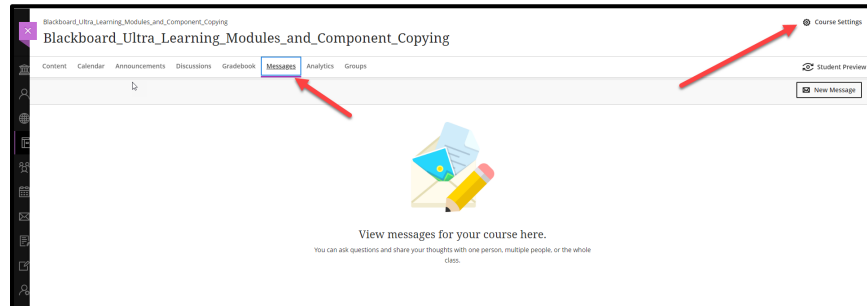 Blackboard_Ultra_Learning_Modules_and_Component_Copying
Course Settings
Blackboard_Ultra_Learning_Modules_and_Component_Copying
Content Calendar Announcements Discussions Gradebook Messages Analytics Groups
Student Preview
New Message
View messages for your course here.
You can ask questions and share your thoughts with one person, multiple people, or the whole
class.